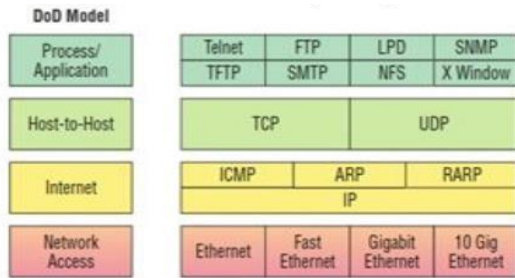 DoD Model
Process/
Application
Telnet FTP LPD SNMP
TFTP SMTP NFS X Window
Host-to-Host
TCP UDP
Internet
ICMP ARP RARP
IP
Network
Access
Ethernet Fast Ethernet Gigabit Ethernet 10 Gig Ethernet